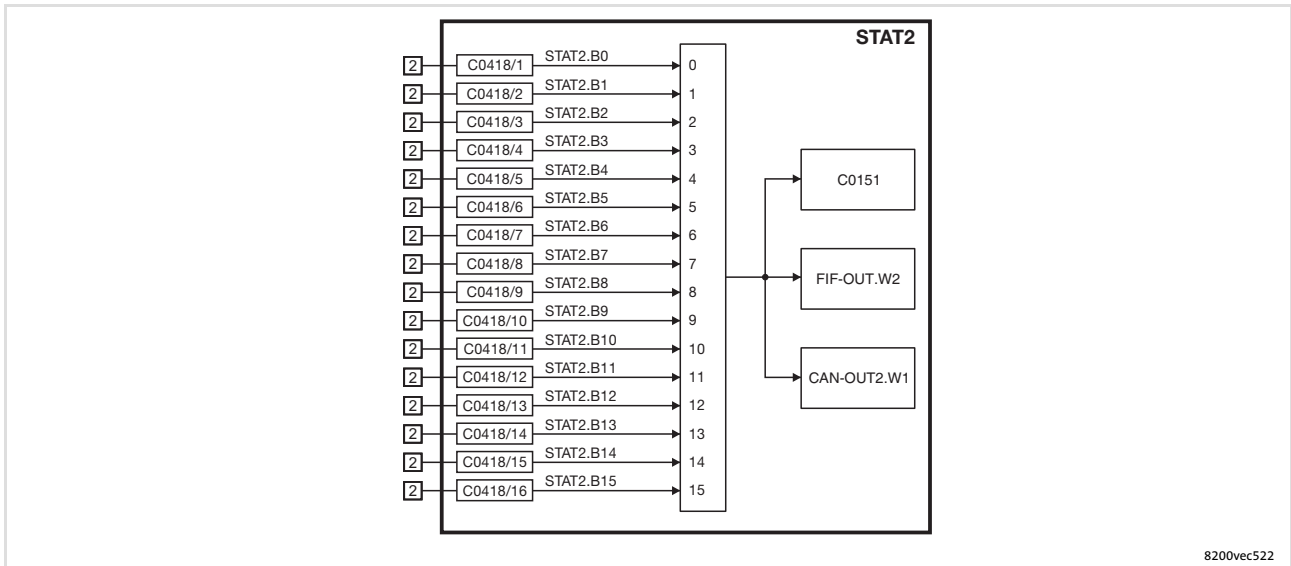 STAT2
2 C0418/1 STAT2.B0 0
2 C0418/2 STAT2.B1 1
2 C0418/3 STAT2.B2 2
2 C0418/4 STAT2.B3 3
2 C0418/5 STAT2.B4 4
2 C0418/6 STAT2.B5 5
2 C0418/7 STAT2.B6 6
2 C0418/8 STAT2.B7 7
2 C0418/9 STAT2.B8 8
2 C0418/10 STAT2.B9 9
2 C0418/11 STAT2.B10 10
2 C0418/12 STAT2.B11 11
2 C0418/13 STAT2.B12 12
2 C0418/14 STAT2.B13 13
2 C0418/15 STAT2.B14 14
2 C0418/16 STAT2.B15 15
C0151
FIF-OUT.W2
CAN-OUT2.W1
8200vec522